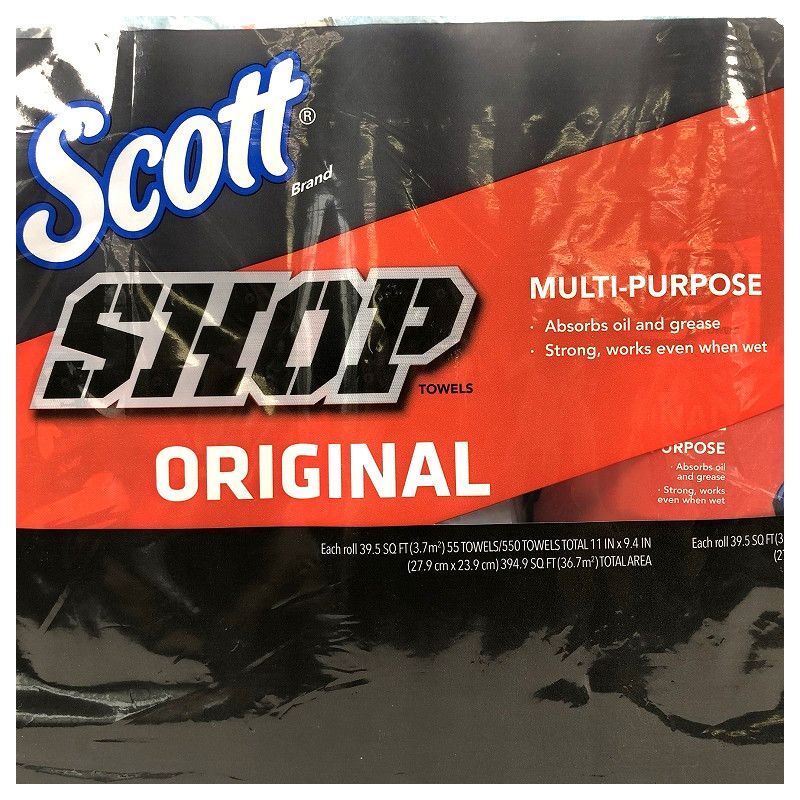 Scott®
Brand
SHOP
TOWELS
ORIGINAL
MULTI-PURPOSE
· Absorbs oil and grease
· Strong, works even when wet
URPOSE
· Absorbs oil
and grease
· Strong, works
even when wet
Each roll 39.5 SQ FT (3.7m²) 55 TOWELS/550 TOWELS TOTAL 11 IN x 9.4 IN
(27.9 cm x 23.9 cm) 394.9 SQ FT (36.7m²) TOTAL AREA
Each roll 39.5 SQ FT(3
(2